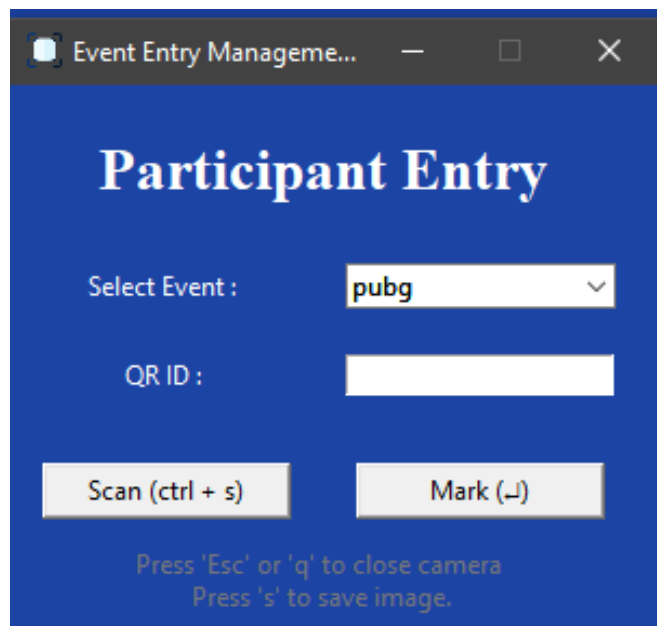 Event Entry Manageme...
Participant Entry
Select Event : pubg
QR ID :
Scan (ctrl + s) Mark (↵)
Press 'Esc' or 'q' to close camera
Press 's' to save image.